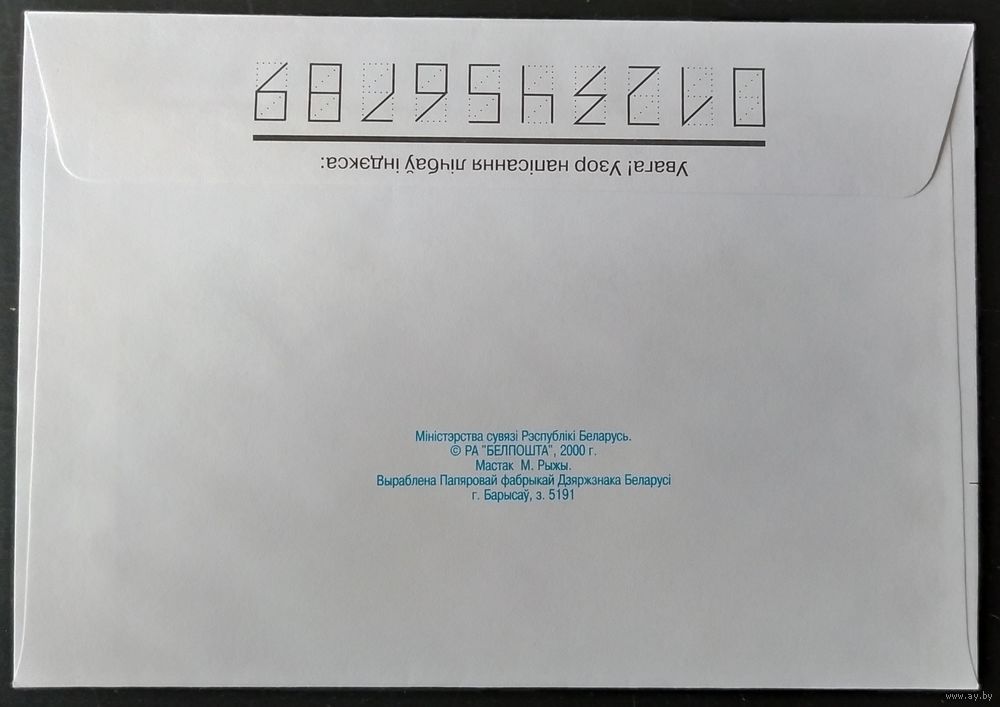 Увага! Узор напісання лічбаў індэкса:
0123456789
Міністэрства сувязі Рэспублікі Беларусь.
© РА "БЕЛПОШТА", 2000 г.
Мастак М. Рыжы.
Выраблена Папяровай фабрыкай Дзяржзнака Беларусі
г. Барысаў, з. 5191
www.ay.by